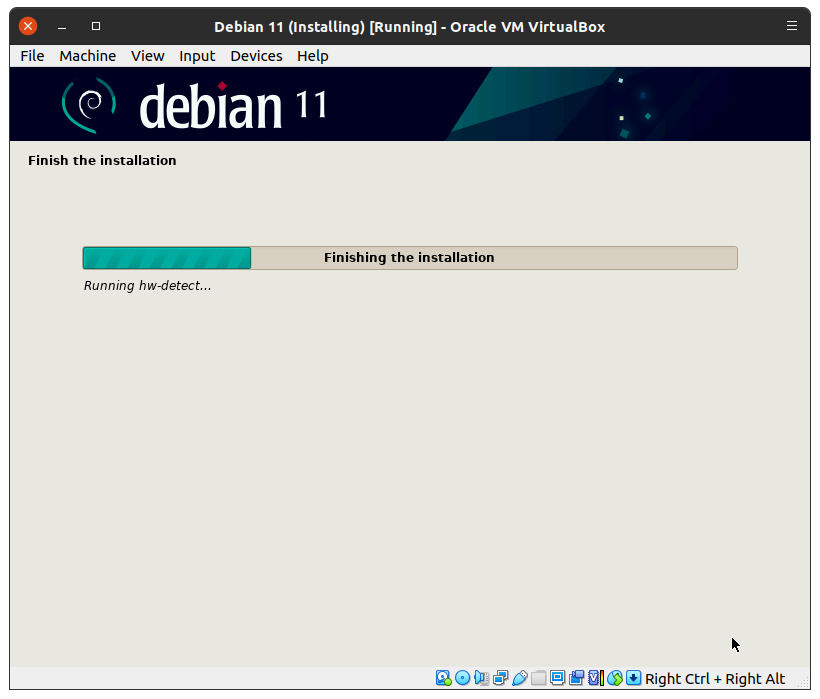 Debian 11 (Installing) [Running] - Oracle VM VirtualBox
File Machine View Input Devices Help
debian 11
Finish the installation
Finishing the installation
Running hw-detect...
Right Ctrl + Right Alt